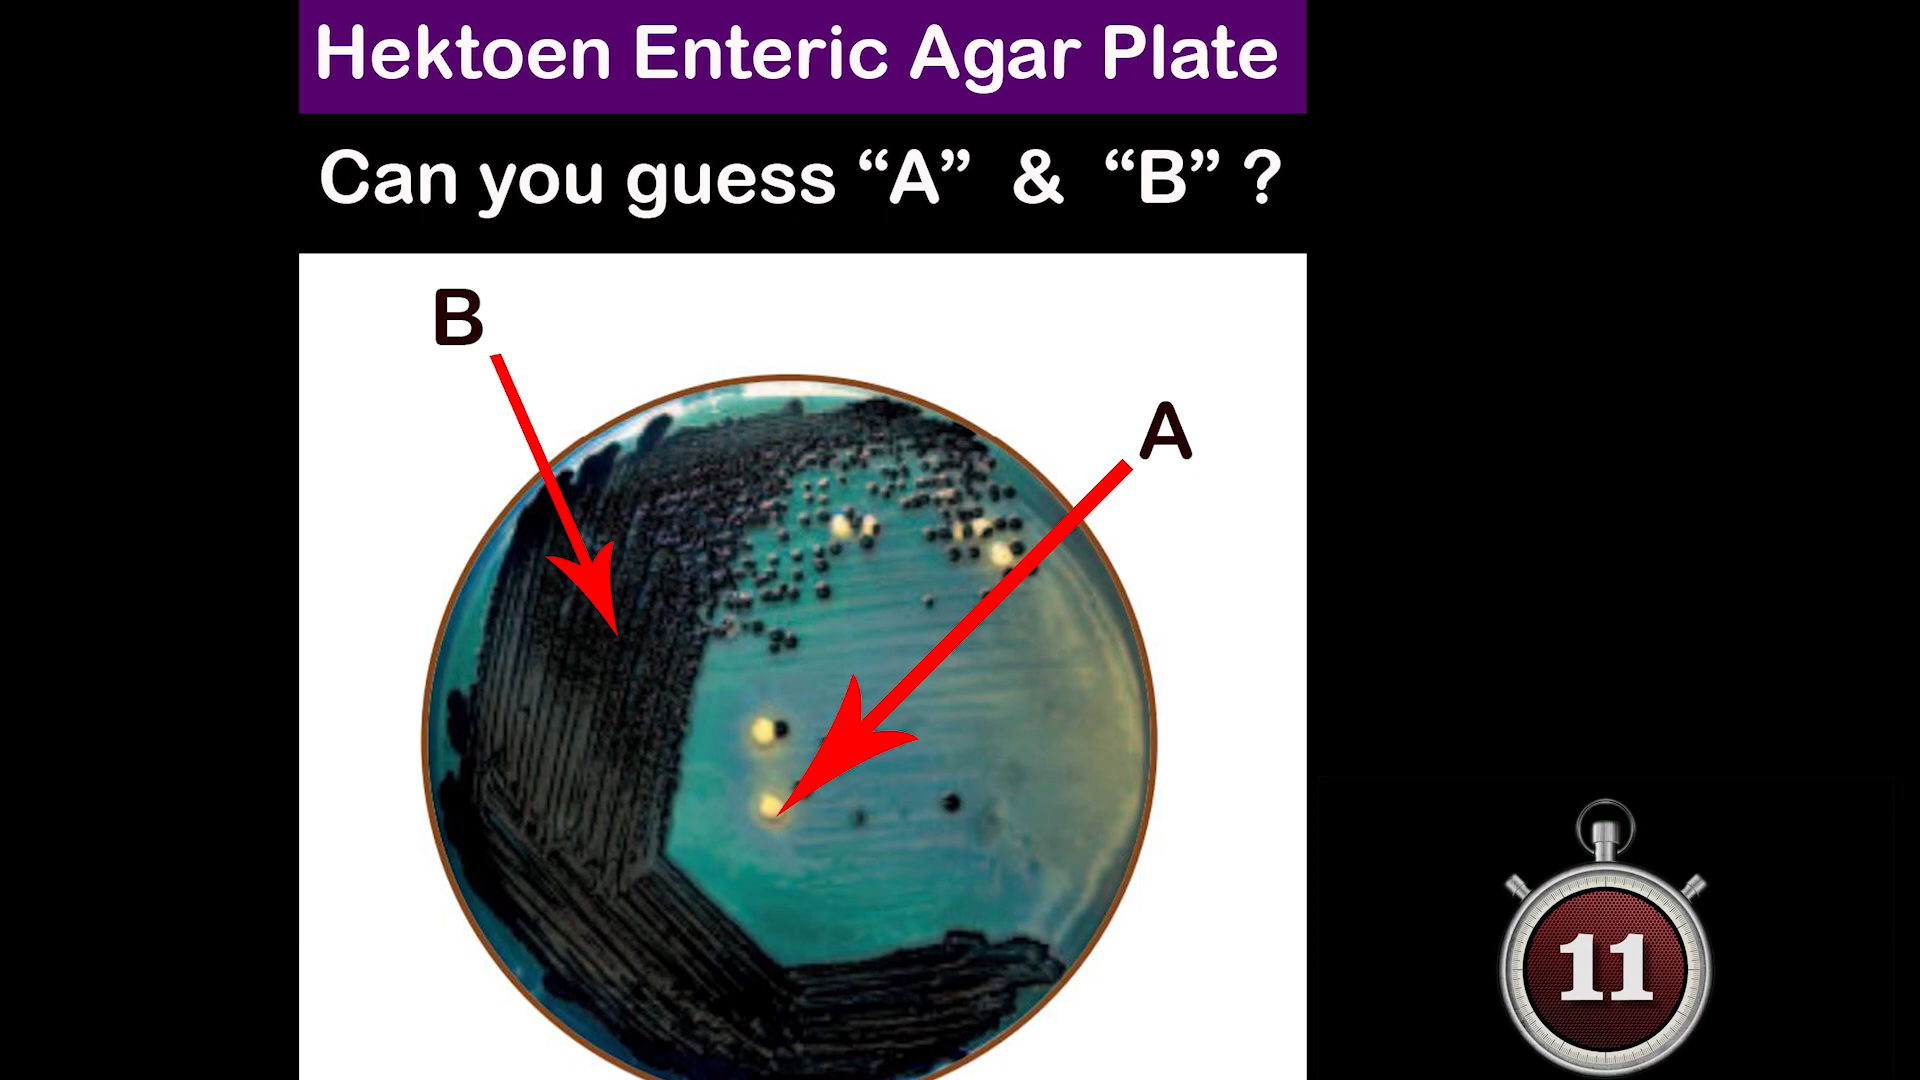 Hektoen Enteric Agar Plate
Can you guess “A” & “B” ?
B
A
11